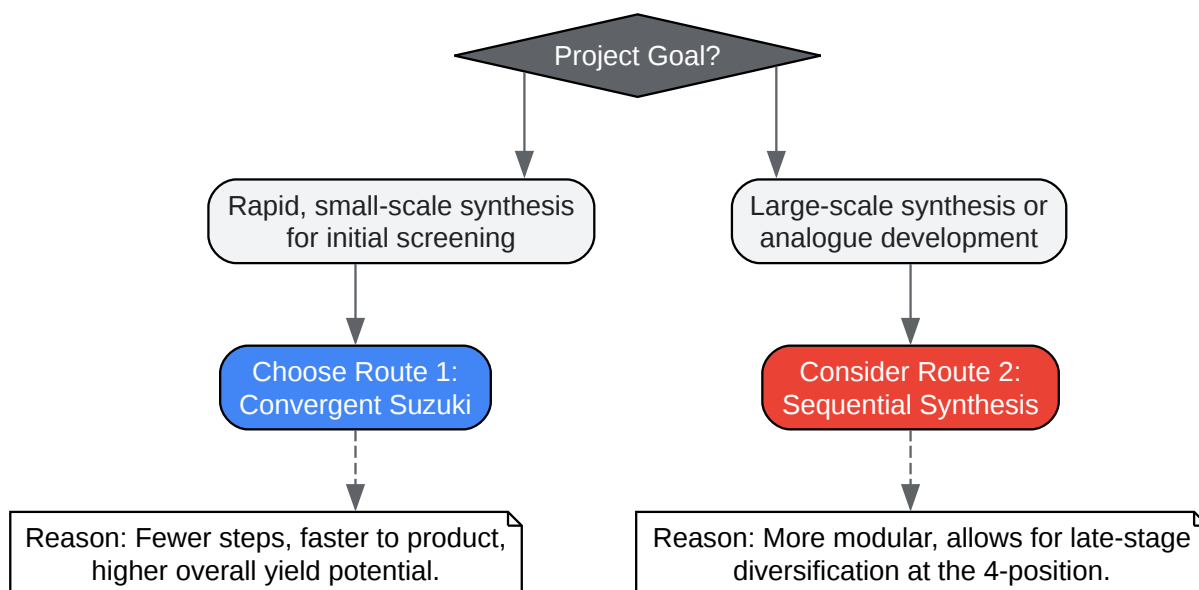 Project Goal?
Rapid, small-scale synthesis
for initial screening
Large-scale synthesis or
analogue development
Choose Route 1:
Convergent Suzuki
Consider Route 2:
Sequential Synthesis
Reason: Fewer steps, faster to product,
higher overall yield potential.
Reason: More modular, allows for late-stage
diversification at the 4-position.